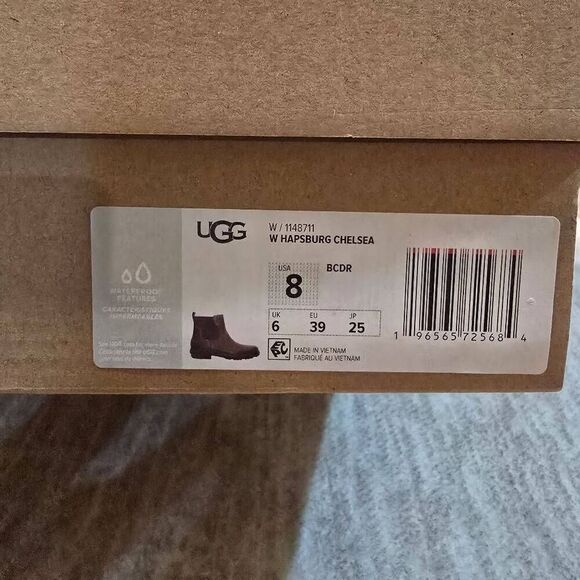 UGG
W / 1148711
W HAPSBURG CHELSEA
USA
8
BCDR
UK
6
EU
39
JP
25
MADE IN VIETNAM
FABRIQUÉ AU VIETNAM
1 96565 72568 4
WATERPROOF
FEATURES
CARACTÉRISTIQUES
IMPERMÉABLES